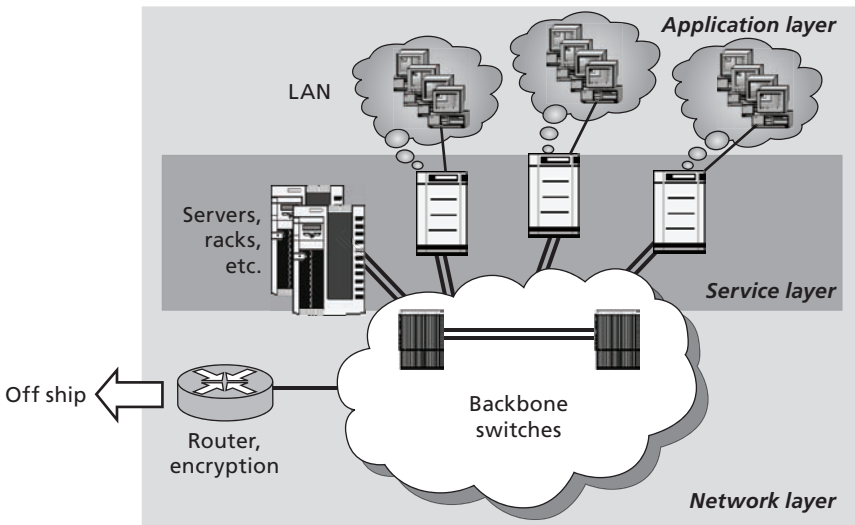 Application layer
LAN
Servers,
racks,
etc.
Service layer
Off ship
Router,
encryption
Backbone
switches
Network layer